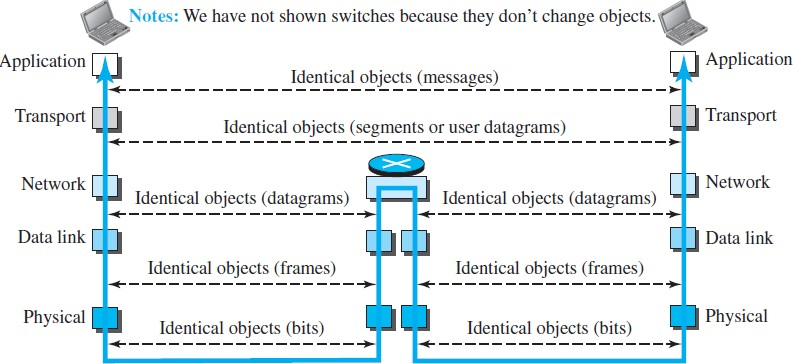 Notes: We have not shown switches because they don’t change objects.
Application
Identical objects (messages)
Application
Transport
Identical objects (segments or user datagrams)
Transport
Network
Identical objects (datagrams)
Identical objects (datagrams)
Network
Data link
Identical objects (frames)
Identical objects (frames)
Data link
Physical
Identical objects (bits)
Identical objects (bits)
Physical